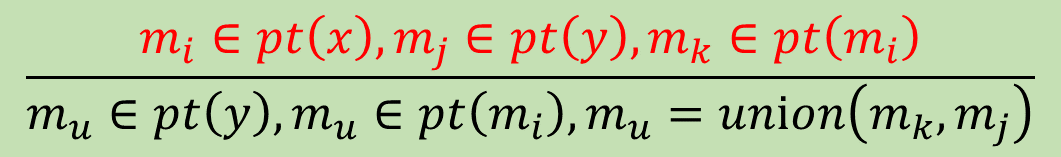 m_i ∈ pt(x), m_j ∈ pt(y), m_k ∈ pt(m_i)
m_u ∈ pt(y), m_u ∈ pt(m_i), m_u = union(m_k, m_j)